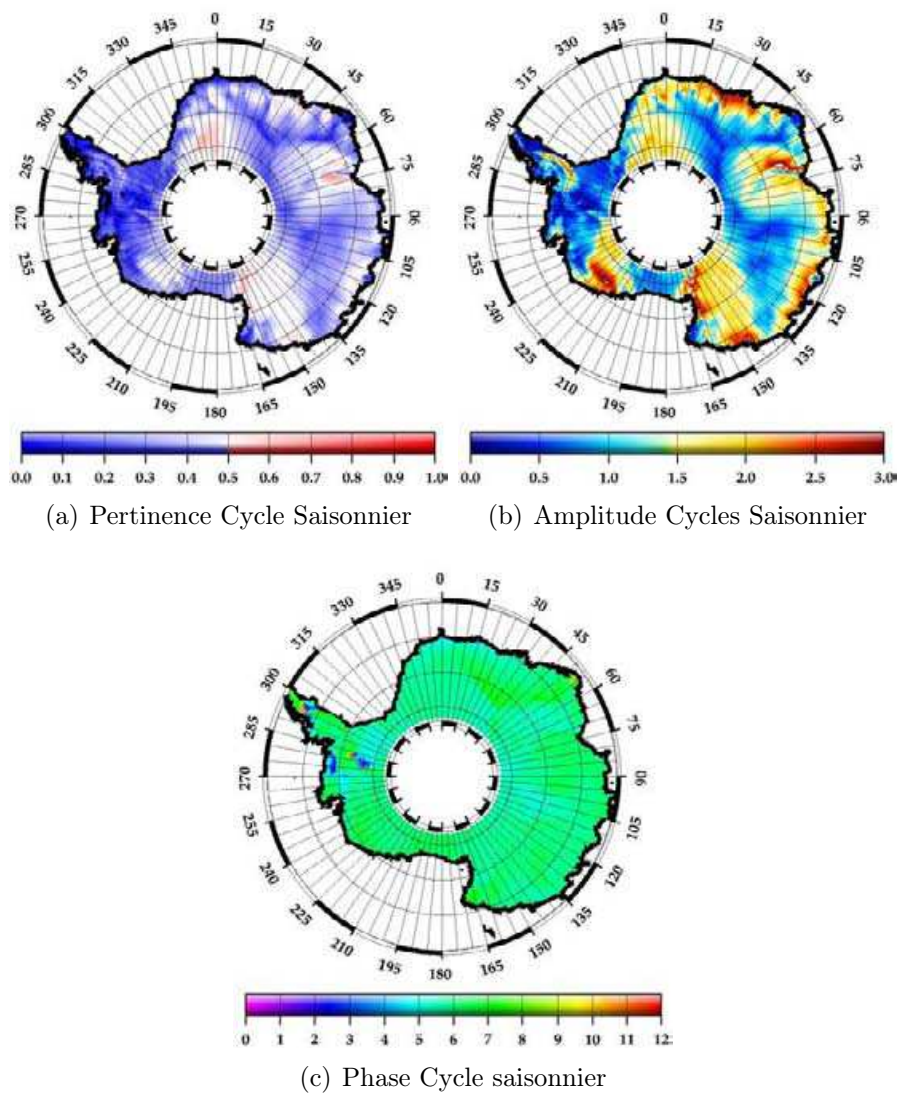 0 15 30 45 60 75 90 105 120 135 150 165 180 195 210 225 240 255 270 285 300 315 330 345
0 15 30 45 60 75 90 105 120 135 150 165 180 195 210 225 240 255 270 285 300 315 330 345
0.0 0.1 0.2 0.3 0.4 0.5 0.6 0.7 0.8 0.9 1.0
0.0 0.5 1.0 1.5 2.0 2.5 3.0
(a) Pertinence Cycle Saisonnier
(b) Amplitude Cycles Saisonnier
0 15 30 45 60 75 90 105 120 135 150 165 180 195 210 225 240 255 270 285 300 315 330 345
0 1 2 3 4 5 6 7 8 9 10 11 12
(c) Phase Cycle saisonnier